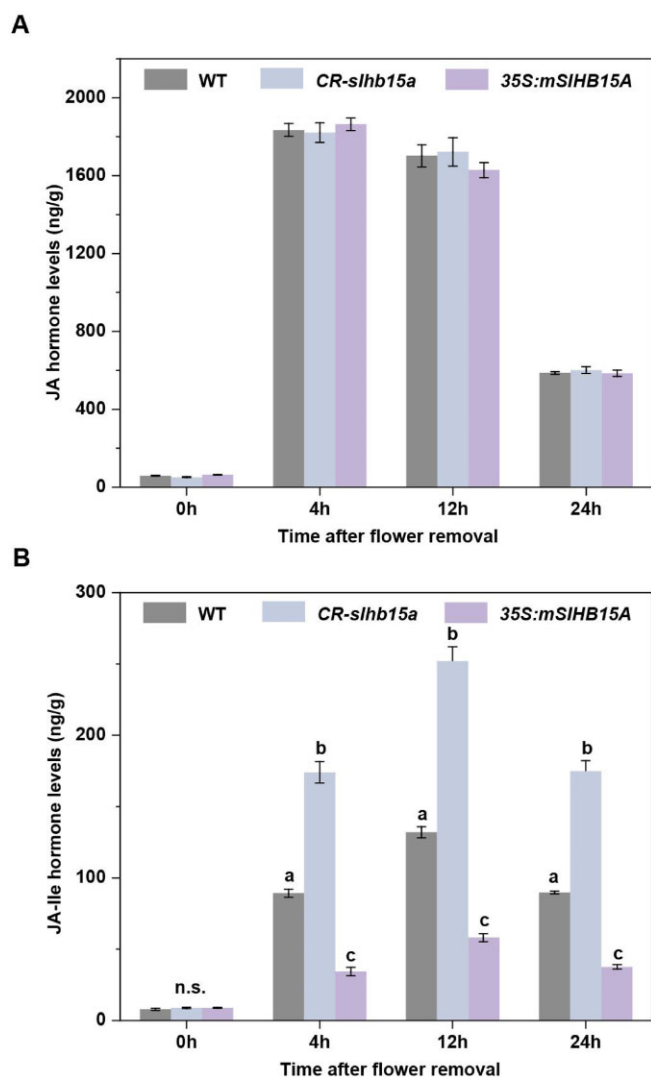 A
WT CR-slhb15a 35S:mSlHB15A
JA hormone levels (ng/g)
2000
1600
1200
800
400
0
0h 4h 12h 24h
Time after flower removal
B
WT CR-slhb15a 35S:mSlHB15A
JA-Ile hormone levels (ng/g)
300
200
100
0
n.s.
a b c
a b c
a b c
0h 4h 12h 24h
Time after flower removal